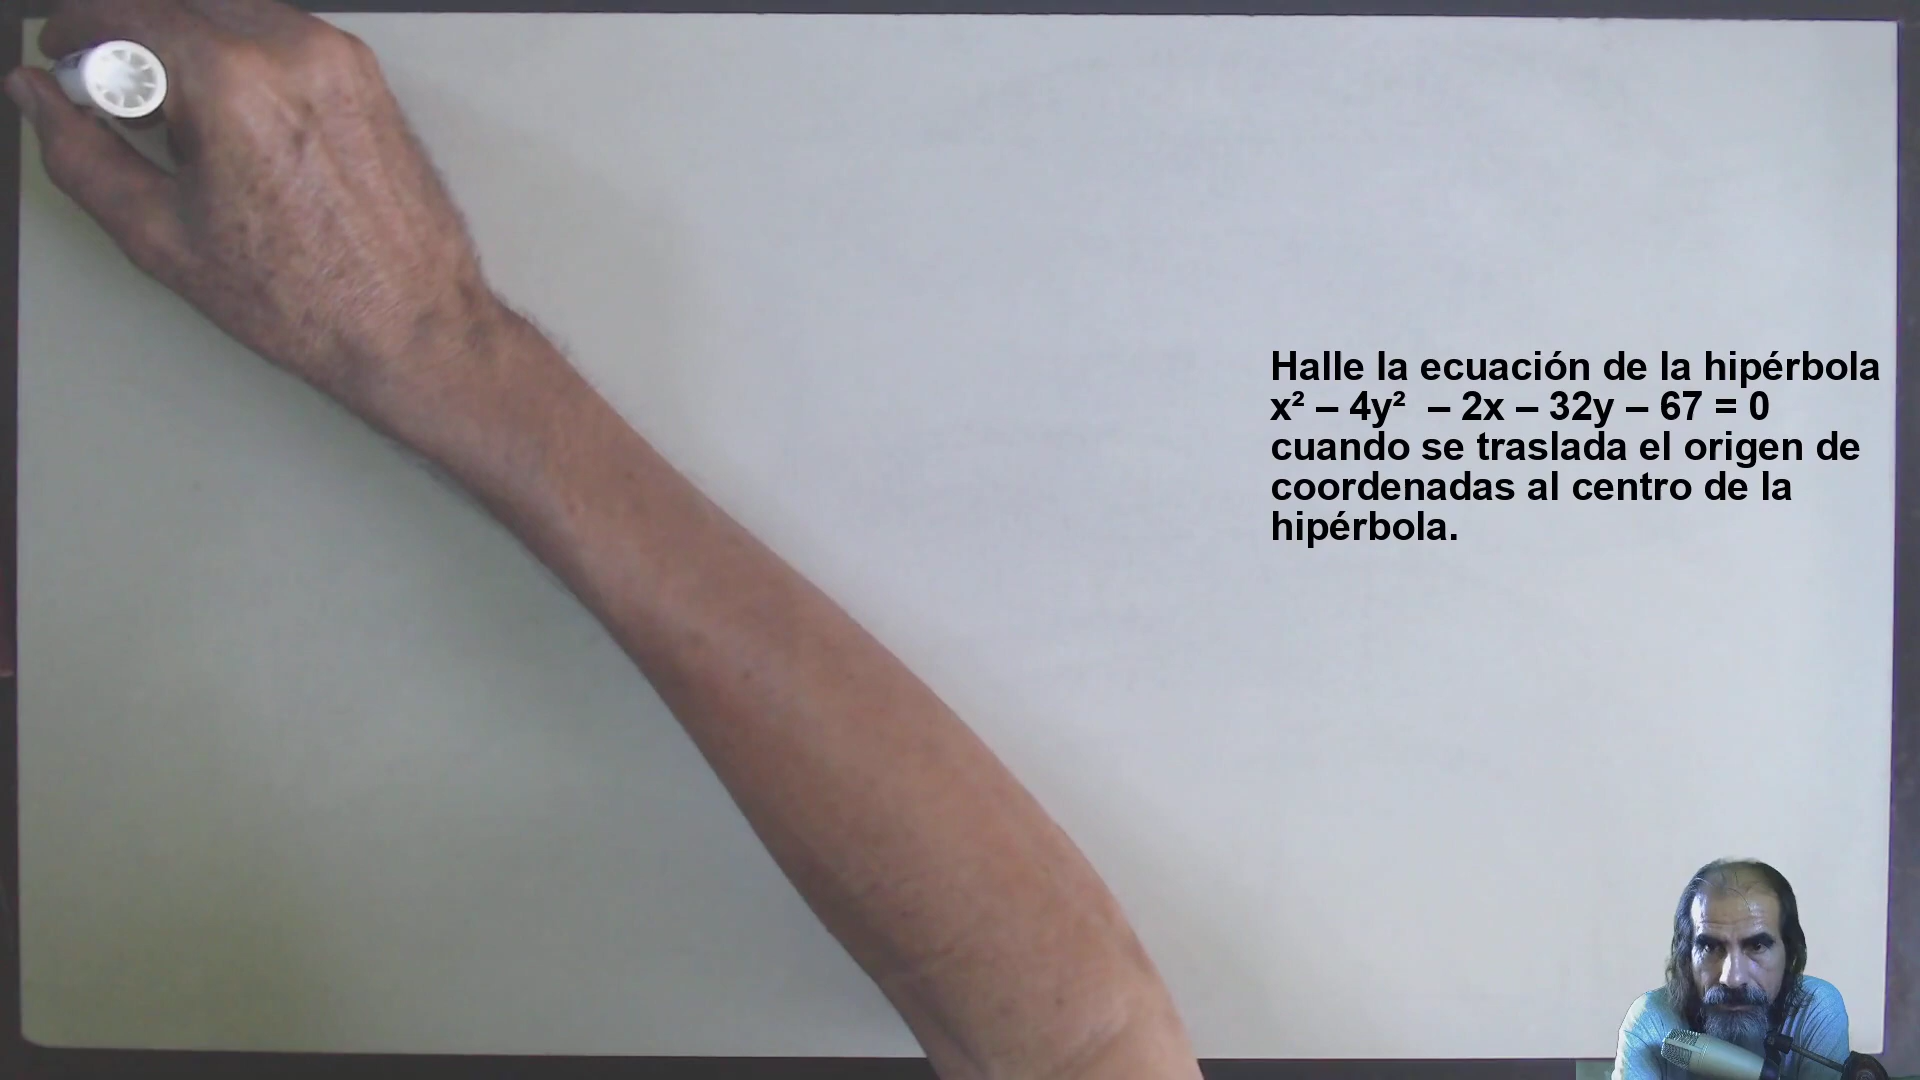 Halle la ecuación de la hipérbola
x² – 4y² – 2x – 32y – 67 = 0
cuando se traslada el origen de
coordenadas al centro de la
hipérbola.